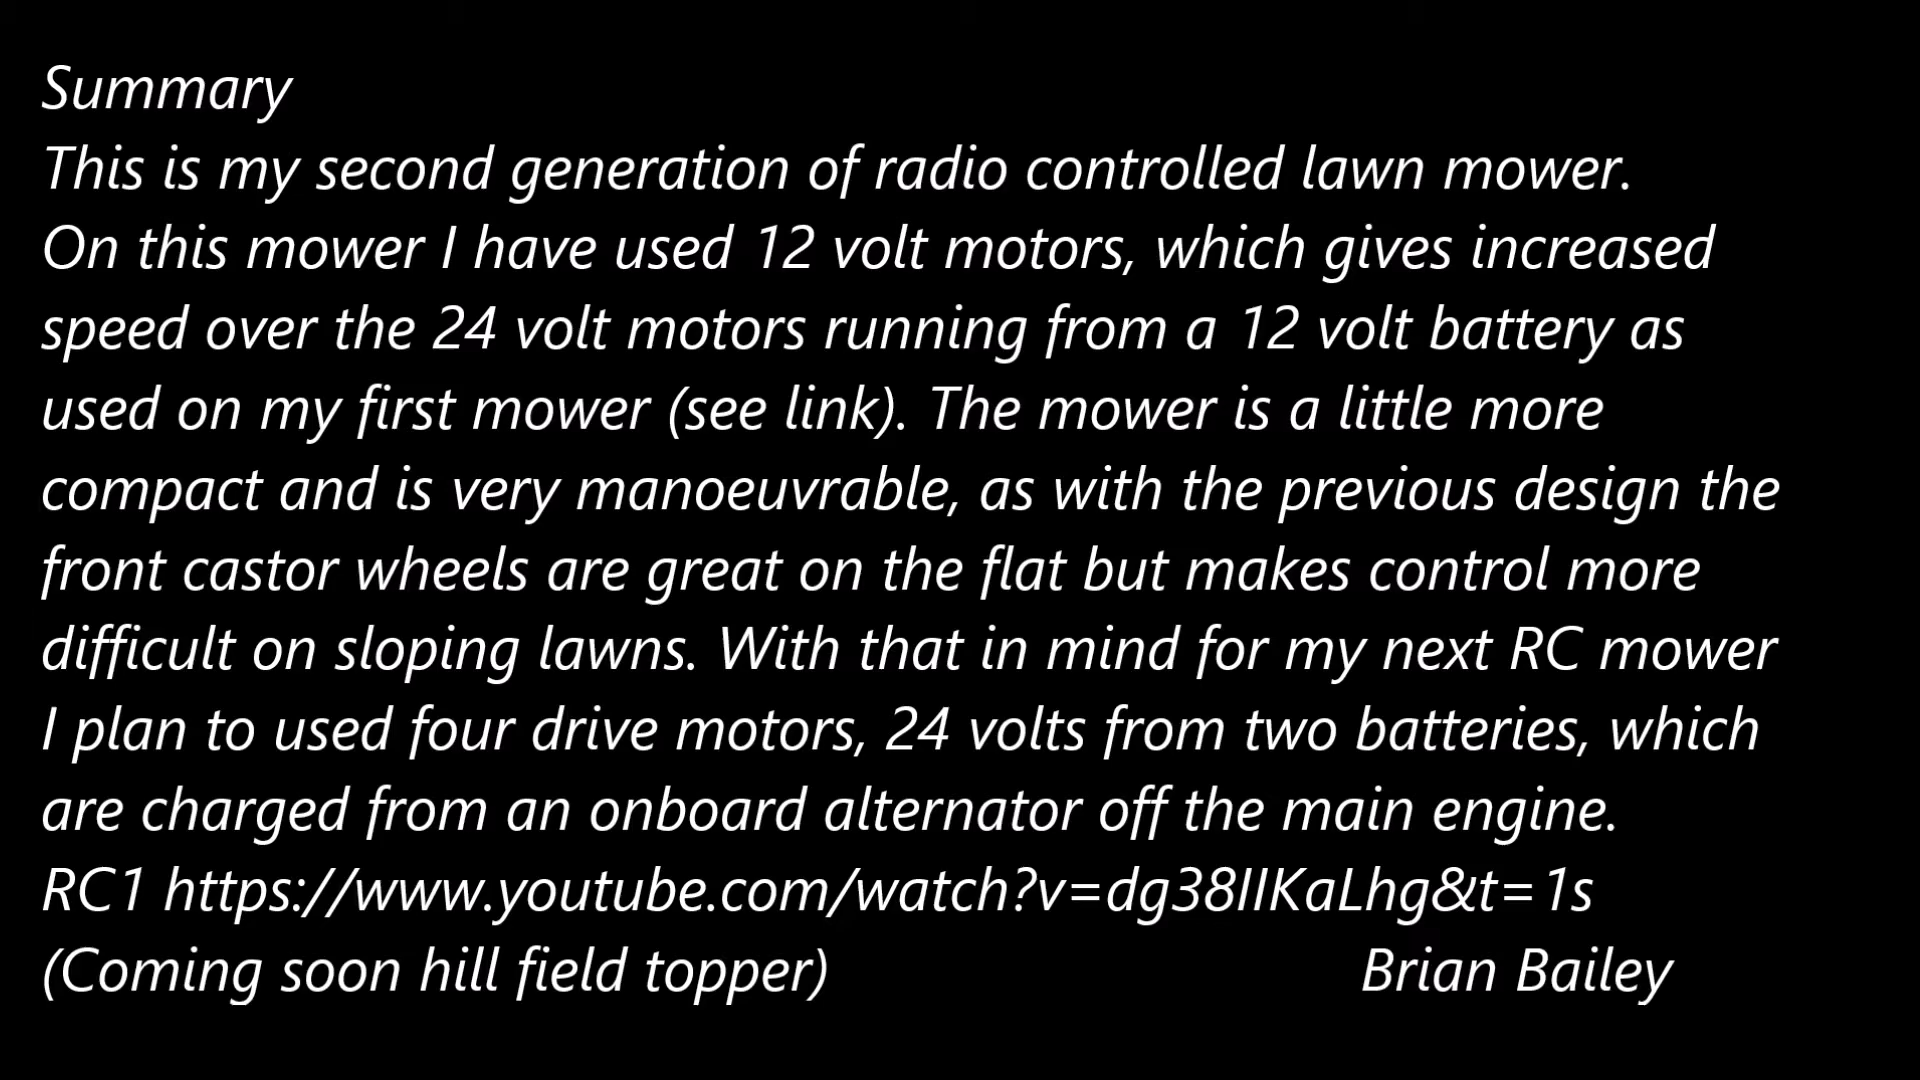 Summary
This is my second generation of radio controlled lawn mower.
On this mower I have used 12 volt motors, which gives increased
speed over the 24 volt motors running from a 12 volt battery as
used on my first mower (see link). The mower is a little more
compact and is very manoeuvrable, as with the previous design the
front castor wheels are great on the flat but makes control more
difficult on sloping lawns. With that in mind for my next RC mower
I plan to used four drive motors, 24 volts from two batteries, which
are charged from an onboard alternator off the main engine.
RC1 https://www.youtube.com/watch?v=dg38IIKaLhg&t=1s
(Coming soon hill field topper) Brian Bailey